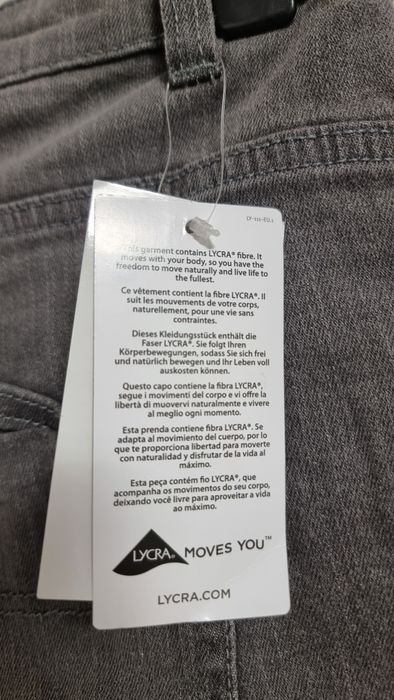 LY-111-EU.1
This garment contains LYCRA® fibre. It
moves with your body, so you have the
freedom to move naturally and live life to
the fullest.
Ce vêtement contient la fibre LYCRA®. Il
suit les mouvements de votre corps,
naturellement, pour une vie sans
contraintes.
Dieses Kleidungsstück enthält die
Faser LYCRA®. Sie folgt Ihren
Körperbewegungen, sodass Sie sich frei
und natürlich bewegen und Ihr Leben voll
auskosten können.
Questo capo contiene la fibra LYCRA®,
segue i movimenti del corpo e vi offre la
libertà di muovervi naturalmente e vivere
al meglio ogni momento.
Esta prenda contiene fibra LYCRA®. Se
adapta al movimiento del cuerpo, por lo
que te proporciona libertad para moverte
con naturalidad y disfrutar de la vida al
máximo.
Esta peça contém fio LYCRA®, que
acompanha os movimentos do seu corpo,
deixando você livre para aproveitar a vida
ao máximo.
LYCRA® MOVES YOU™
LYCRA.COM